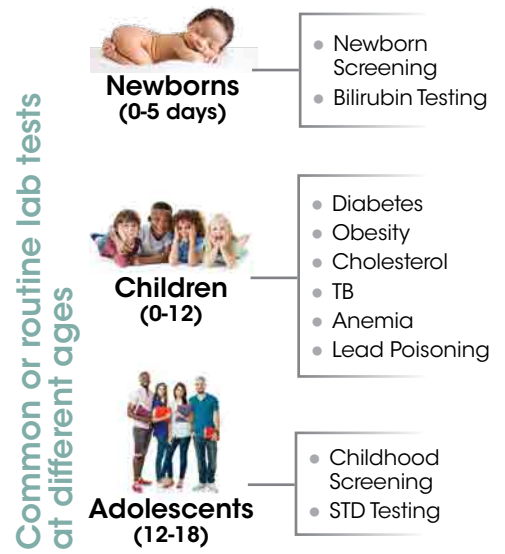 Common or routine lab tests
at different ages
Newborns
(0-5 days)
Newborn
Screening
Bilirubin Testing
Children
(0-12)
Diabetes
Obesity
Cholesterol
TB
Anemia
Lead Poisoning
Adolescents
(12-18)
Childhood
Screening
STD Testing